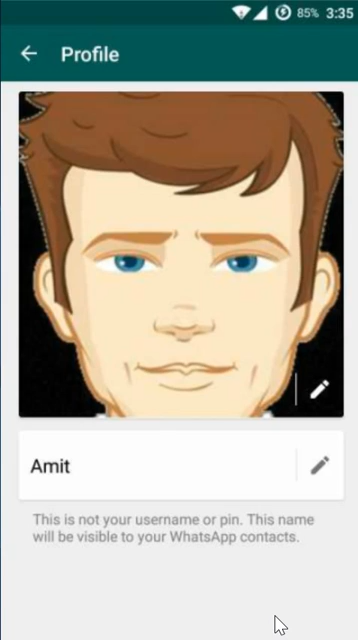 85% 3:35
Profile
Amit
This is not your username or pin. This name
will be visible to your WhatsApp contacts.